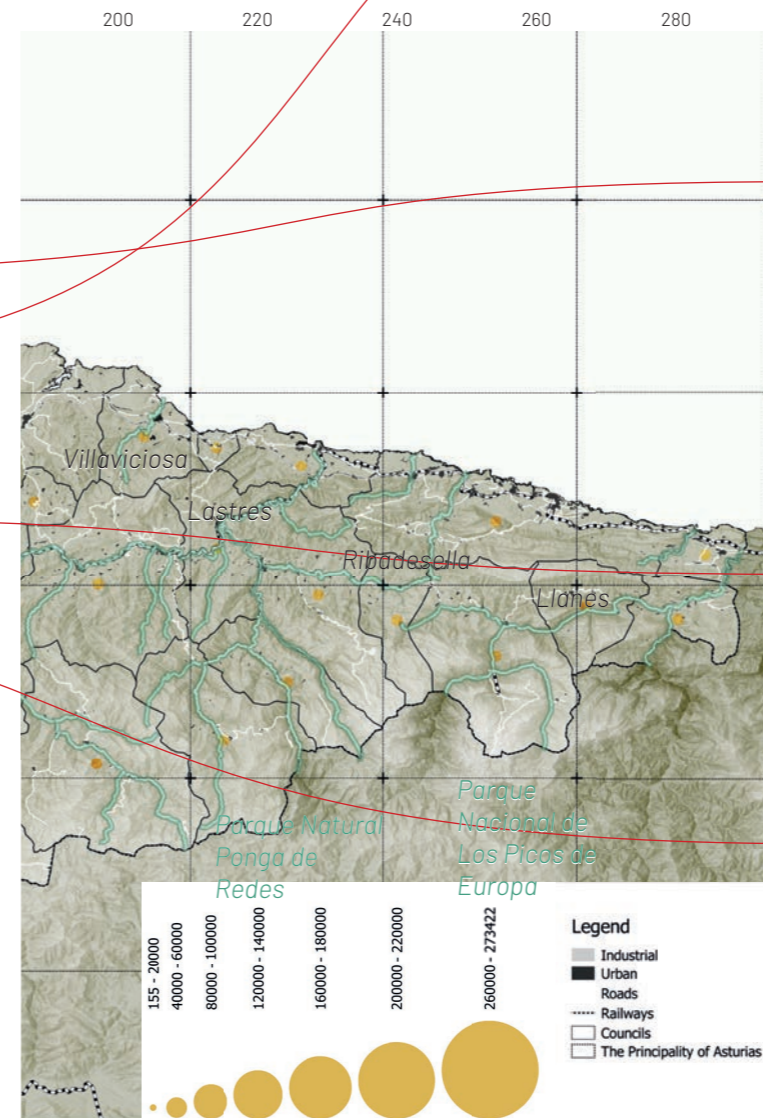 200 220 240 260 280
Villaviciosa
Lastres
Ribadesella
Llanes
Parque Natural
Ponga de
Redes
Parque
Nacional de
Los Picos de
Europa
155 - 20000
40000 - 60000
80000 - 100000
120000 - 140000
160000 - 180000
200000 - 220000
260000 - 273422
Legend
Industrial
Urban
Roads
Railways
Councils
The Principality of Asturias